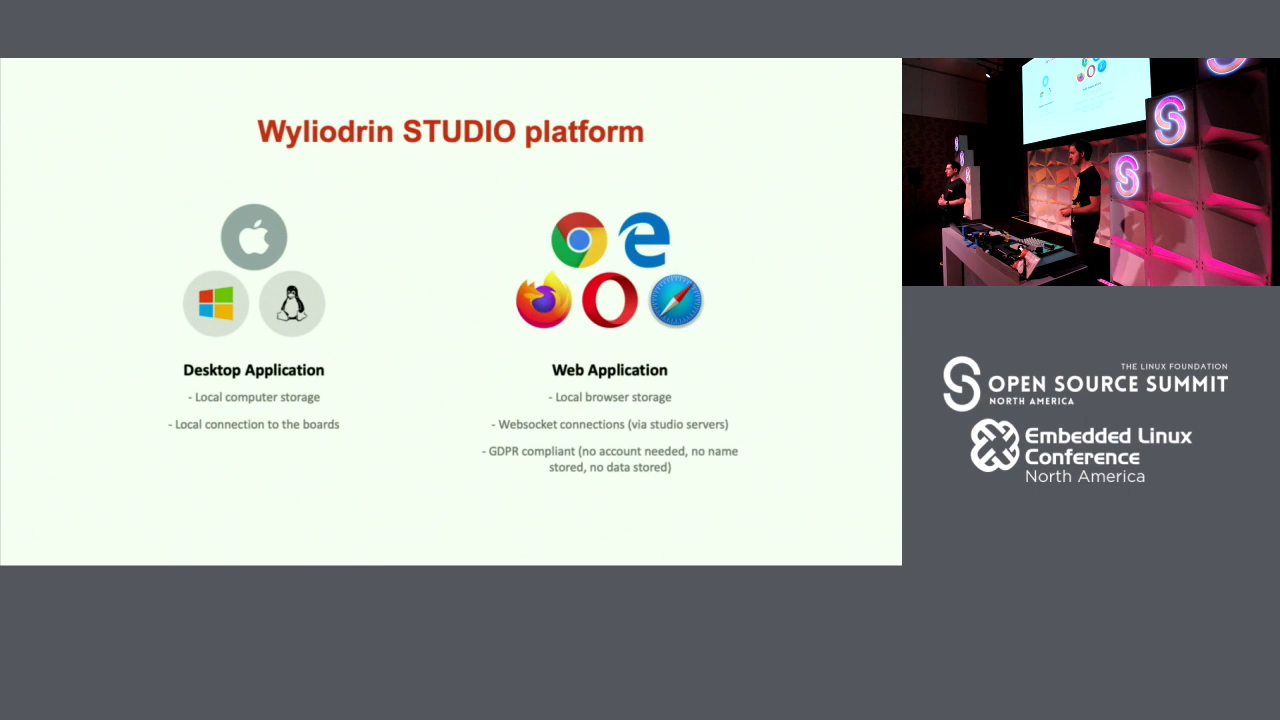 Wyliodrin STUDIO platform
Desktop Application
- Local computer storage
- Local connection to the boards
Web Application
- Local browser storage
- Websocket connections (via studio servers)
- GDPR compliant (no account needed, no name
stored, no data stored)
THE LINUX FOUNDATION
OPEN SOURCE SUMMIT
NORTH AMERICA
Embedded Linux
Conference
North America